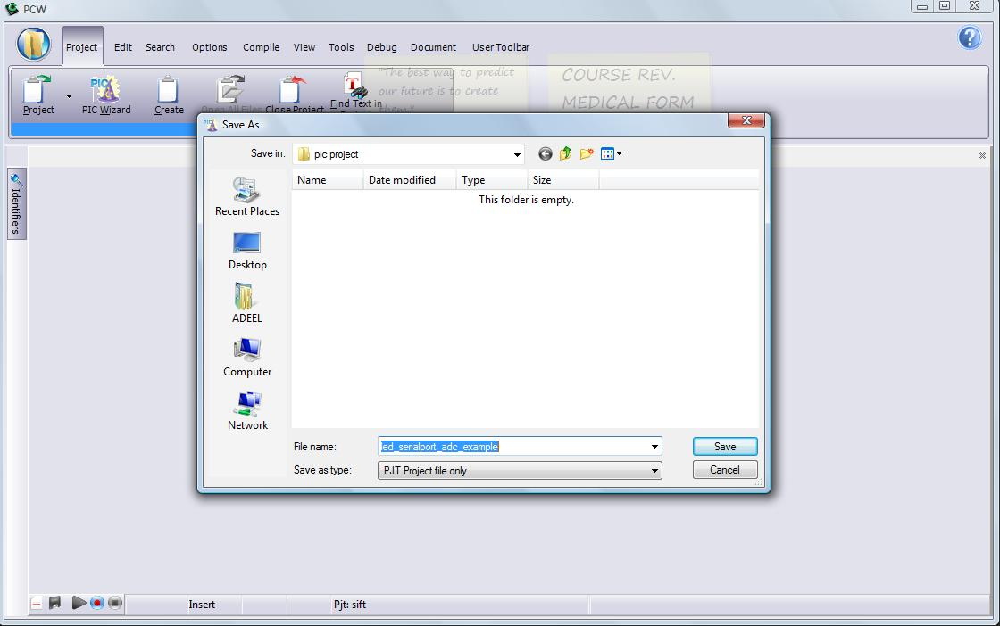 PCW
Project Edit Search Options Compile View Tools Debug Document User Toolbar
"The best way to predict
our future is to create
them."
COURSE REV.
MEDICAL FORM
Project PIC Wizard Create Open All Files Close Project Find Text in
Save As
Save in: pic project
Name Date modified Type Size
This folder is empty.
Recent Places
Desktop
ADEEL
Computer
Network
File name: led_serialport_adc_example Save
Save as type: .PJT Project file only Cancel
Identifiers
Insert Pjt: sift